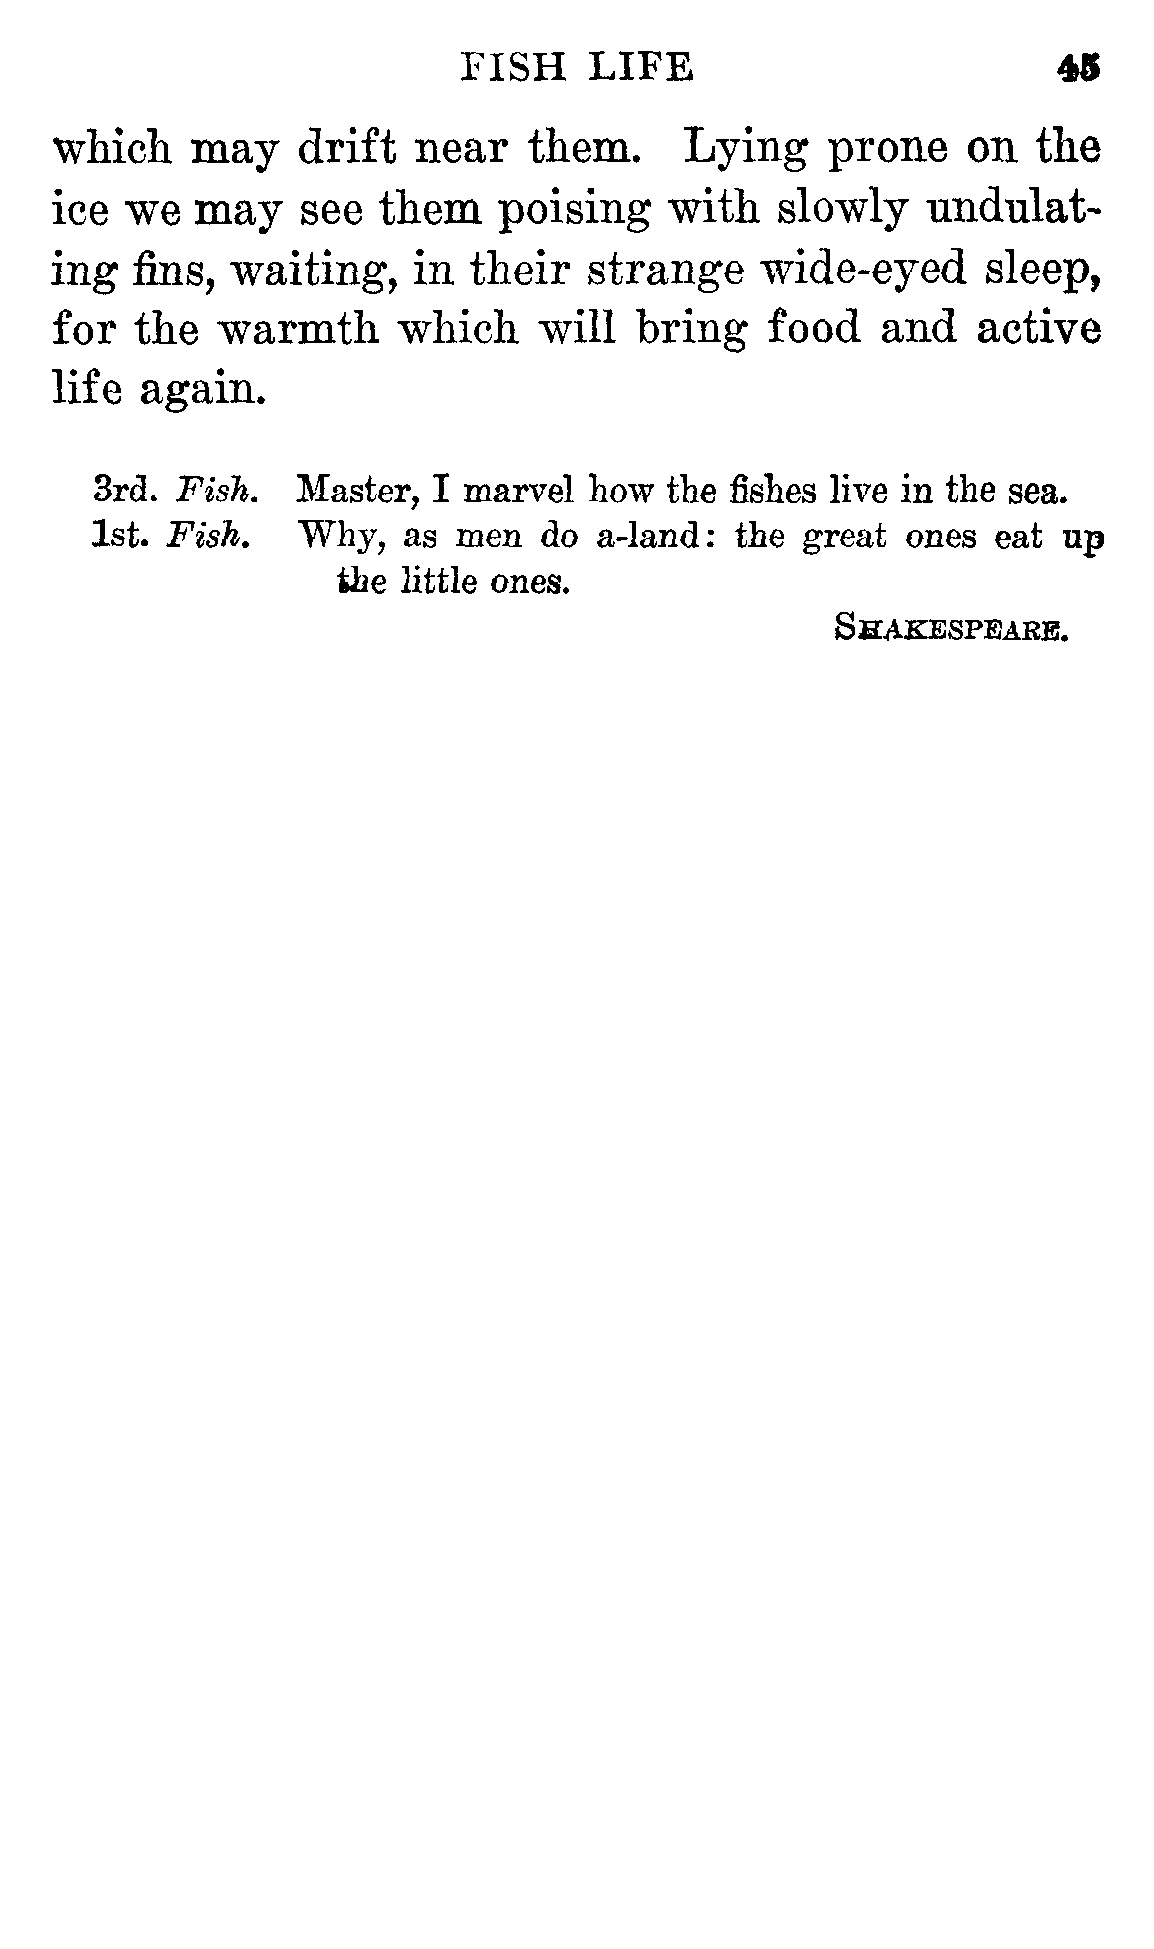 FISH LIFE 45
which may drift near them. Lying prone on the
ice we may see them poising with slowly undulat-
ing fins, waiting, in their strange wide-eyed sleep,
for the warmth which will bring food and active
life again.
3rd. Fish. Master, I marvel how the fishes live in the sea.
1st. Fish. Why, as men do a-land: the great ones eat up
the little ones.
SHAKESPEARE.